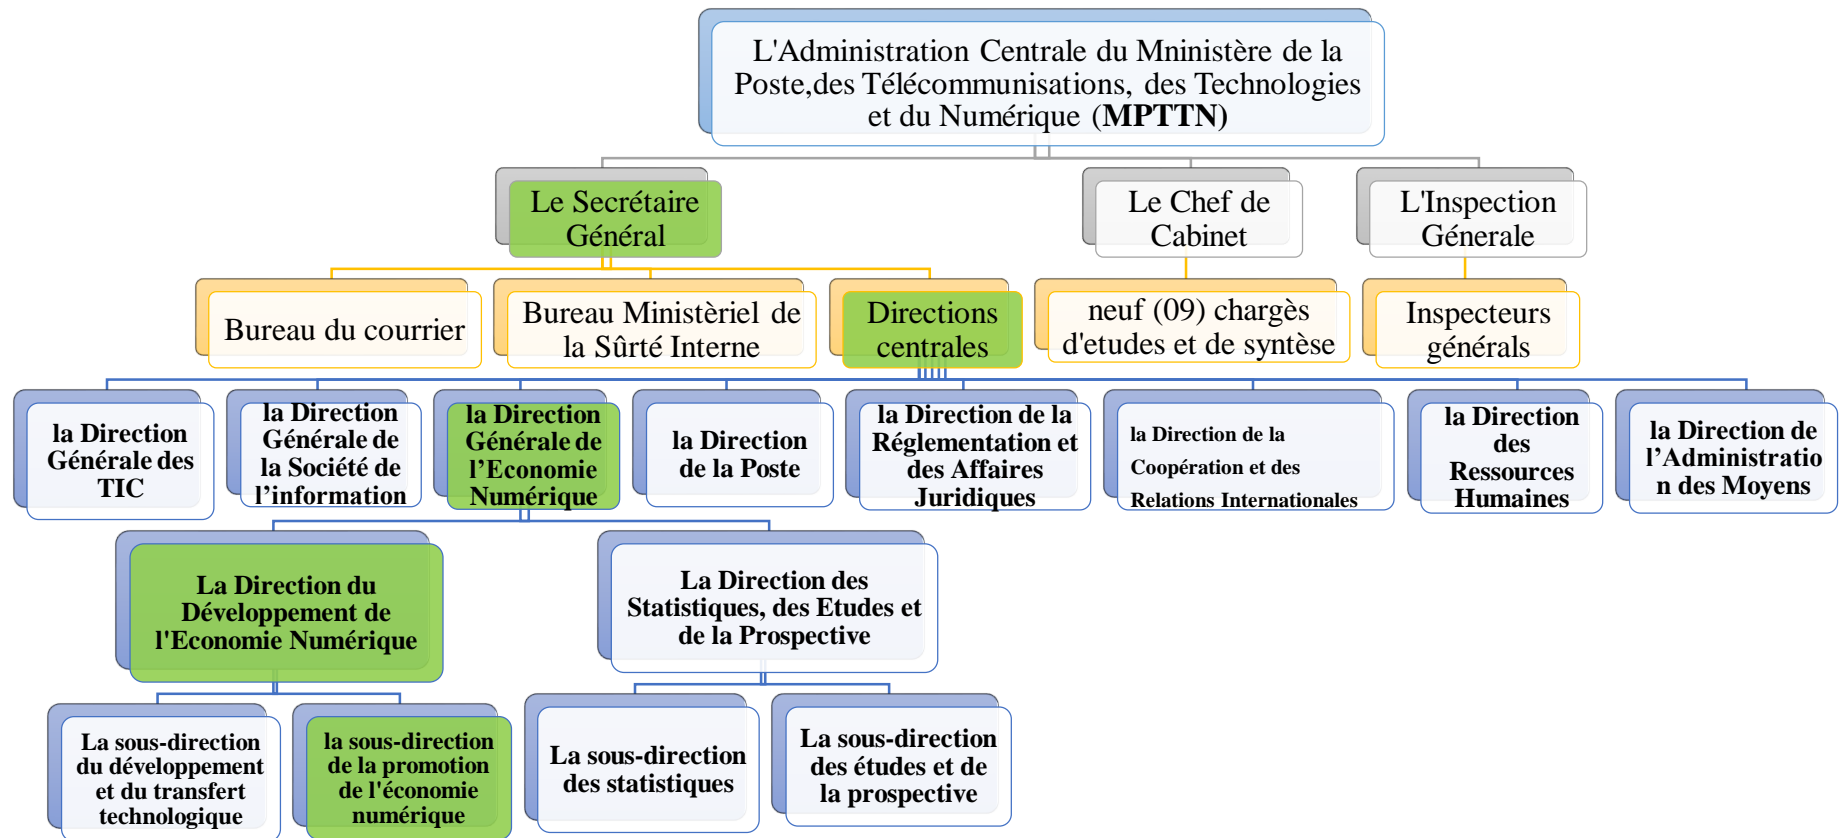 L'Administration Centrale du Mninistère de la
Poste,des Télécommunisations, des Technologies
et du Numérique (MPTTN)
Le Secrétaire
Général
Le Chef de
Cabinet
L'Inspection
Génerale
Bureau du courrier
Bureau Ministèriel de
la Sûrté Interne
Directions
centrales
neuf (09) chargès
d'etudes et de syntèse
Inspecteurs
générals
la Direction
Générale des
TIC
la Direction
Générale de
la Société de
l’information
la Direction
Générale de
l’Economie
Numérique
la Direction
de la Poste
la Direction de la
Réglementation et
des Affaires
Juridiques
la Direction de la
Coopération et des
Relations Internationales
la Direction
des
Ressources
Humaines
la Direction de
l’Administratio
n des Moyens
La Direction du
Développement de
l'Economie Numérique
La Direction des
Statistiques, des Etudes et
de la Prospective
La sous-direction
du développement
et du transfert
technologique
la sous-direction
de la promotion
de l'économie
numérique
La sous-direction
des statistiques
La sous-direction
des études et de
la prospective